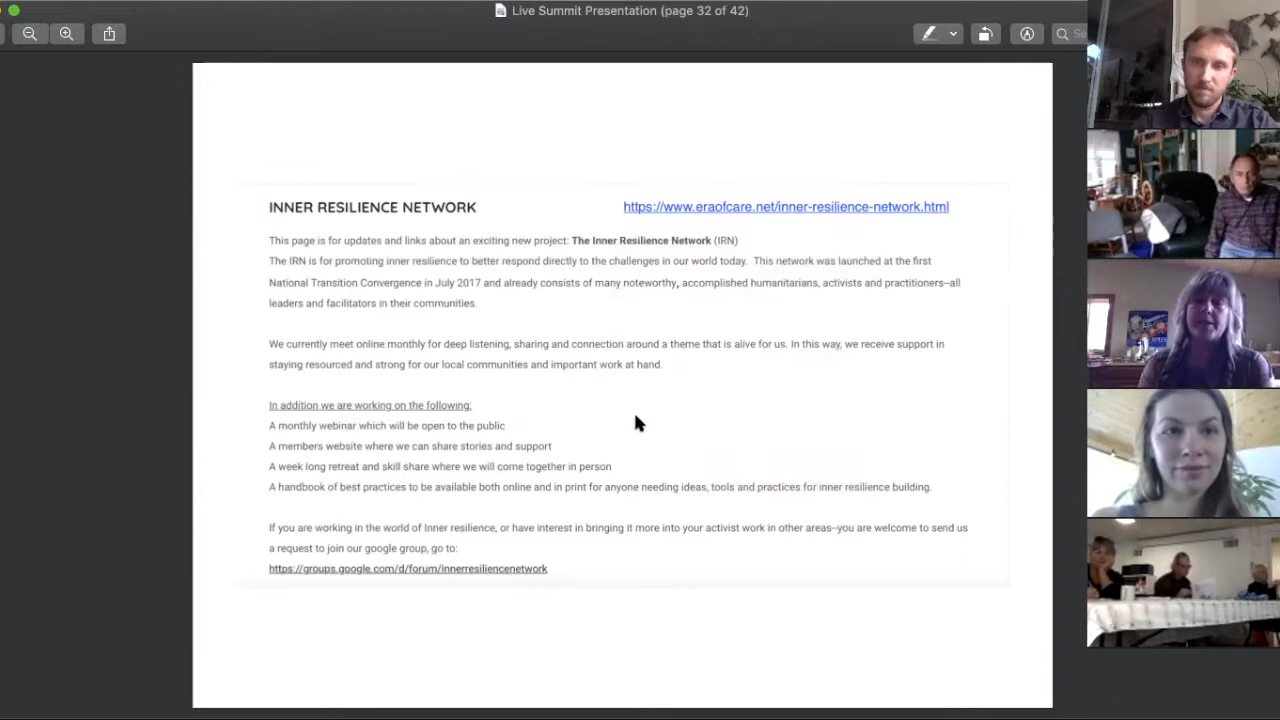 Live Summit Presentation (page 32 of 42)
Se
INNER RESILIENCE NETWORK
https://www.eraofcare.net/inner-resilience-network.html
This page is for updates and links about an exciting new project: The Inner Resilience Network (IRN)
The IRN is for promoting inner resilience to better respond directly to the challenges in our world today. This network was launched at the first
National Transition Convergence in July 2017 and already consists of many noteworthy, accomplished humanitarians, activists and practitioners--all
leaders and facilitators in their communities.
We currently meet online monthly for deep listening, sharing and connection around a theme that is alive for us. In this way, we receive support in
staying resourced and strong for our local communities and important work at hand.
In addition we are working on the following:
A monthly webinar which will be open to the public
A members website where we can share stories and support
A week long retreat and skill share where we will come together in person
A handbook of best practices to be available both online and in print for anyone needing ideas, tools and practices for inner resilience building.
If you are working in the world of Inner resilience, or have interest in bringing it more into your activist work in other areas--you are welcome to send us
a request to join our google group, go to:
https://groups.google.com/d/forum/innerresiliencenetwork